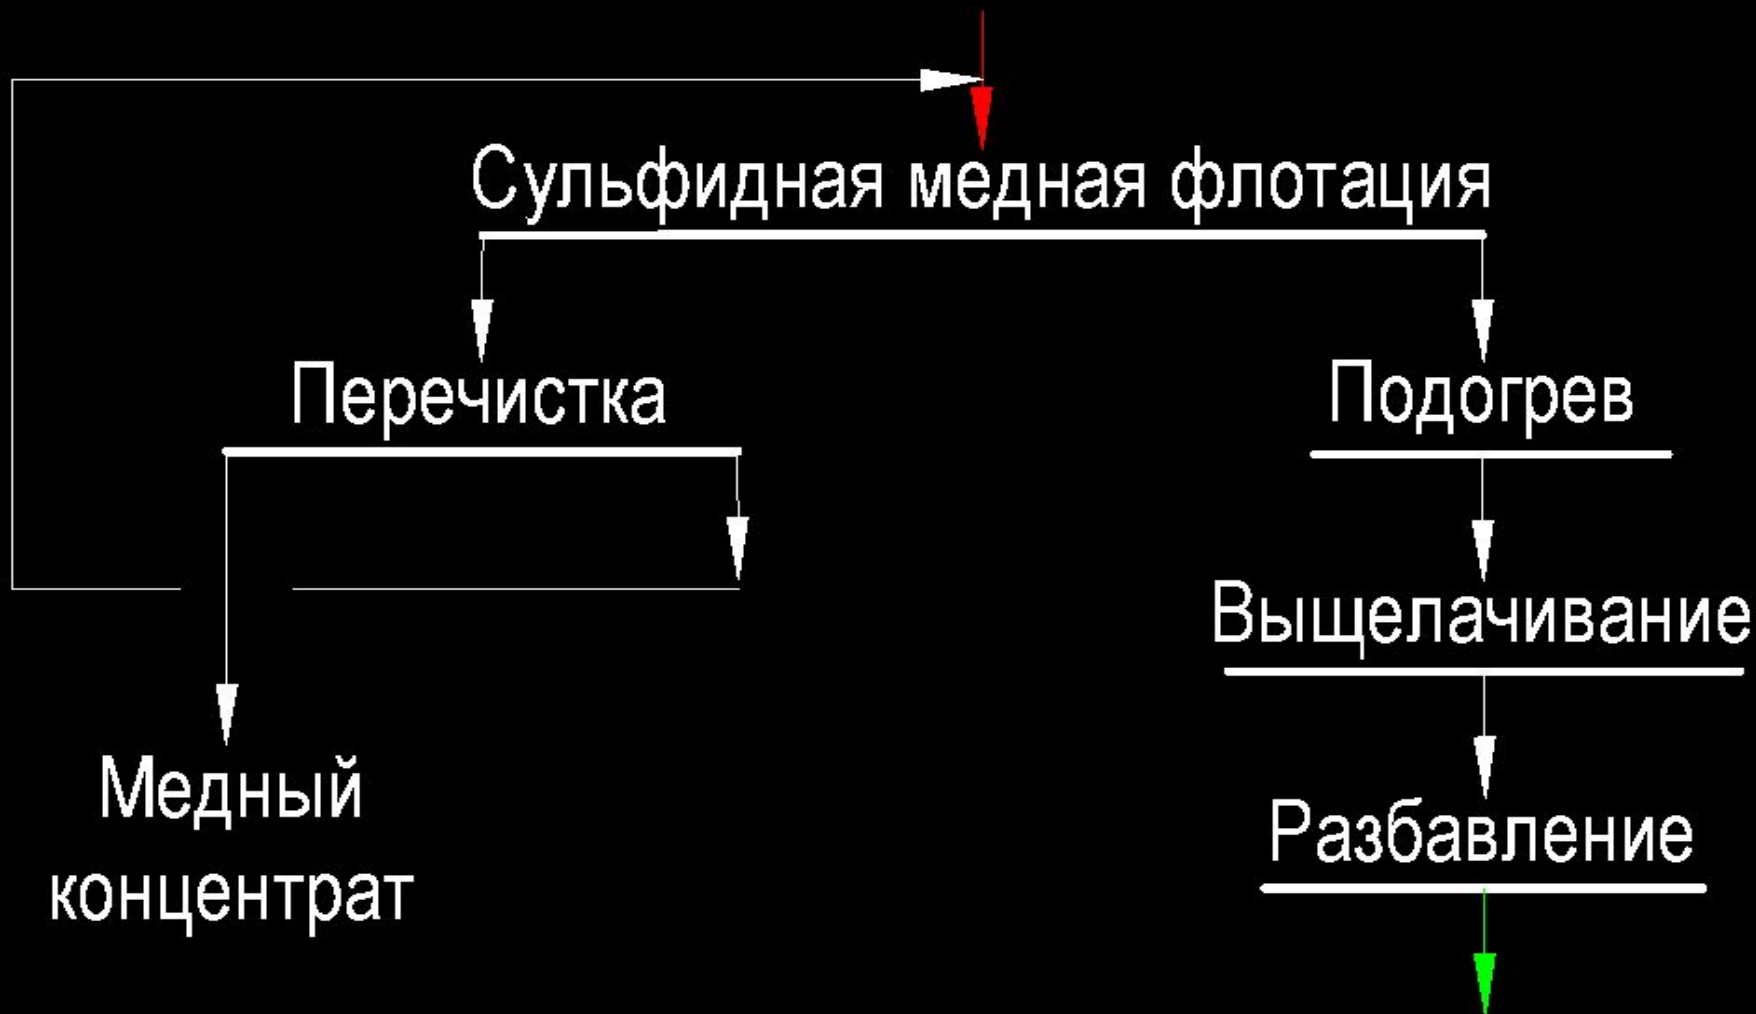 Сульфидная медная флотация
Перечистка
Подогрев
Выщелачивание
Разбавление
Медный
концентрат